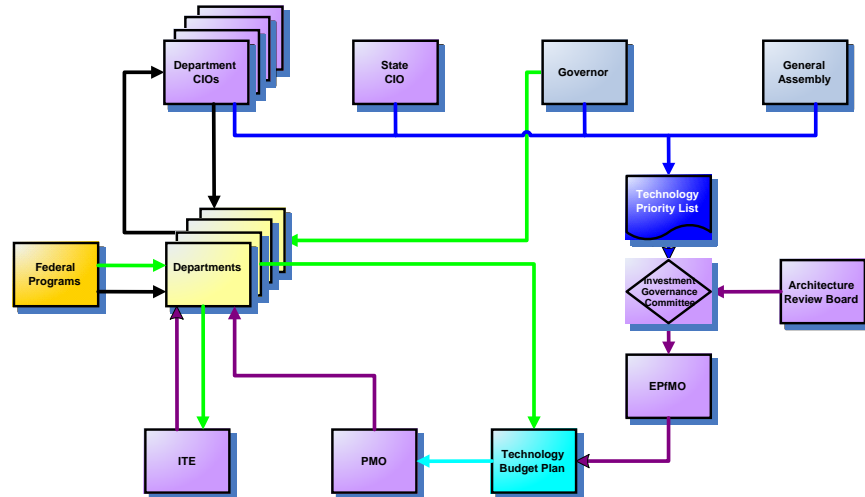 Department
CIOs
State
CIO
Governor
General
Assembly
Technology
Priority List
Federal
Programs
Departments
Investment
Governance
Committee
Architecture
Review Board
EPfMO
ITE
PMO
Technology
Budget Plan